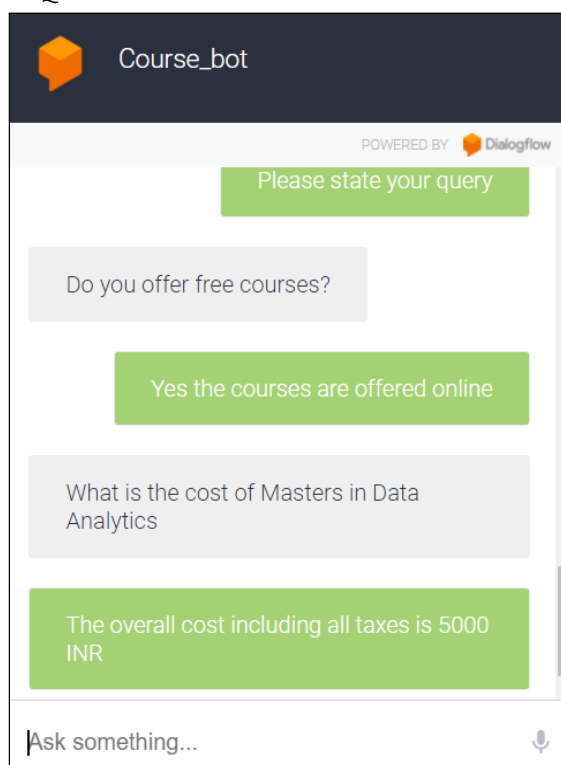 Course_bot
POWERED BY Dialogflow
Please state your query
Do you offer free courses?
Yes the courses are offered online
What is the cost of Masters in Data
Analytics
The overall cost including all taxes is 5000
INR
Ask something...